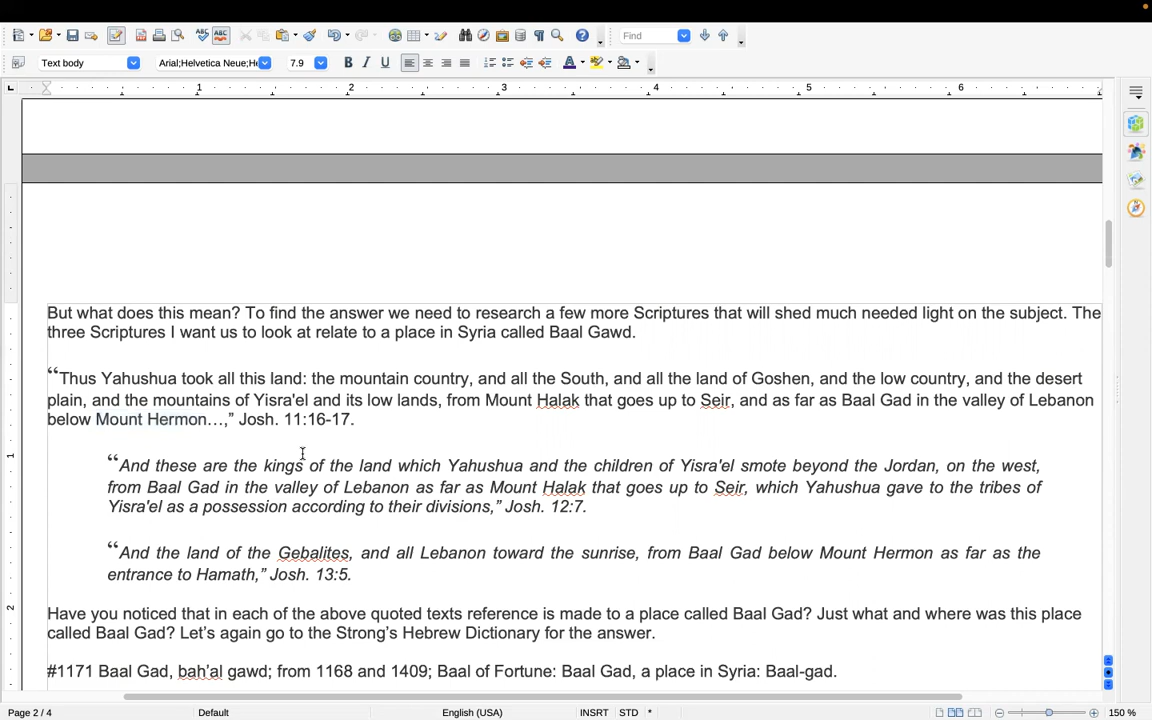 Find
Text body
Arial;Helvetica Neue;He
7.9
1 2 3 4 5 6
But what does this mean? To find the answer we need to research a few more Scriptures that will shed much needed light on the subject. The
three Scriptures I want us to look at relate to a place in Syria called Baal Gawd.
“Thus Yahushua took all this land: the mountain country, and all the South, and all the land of Goshen, and the low country, and the desert
plain, and the mountains of Yisra'el and its low lands, from Mount Halak that goes up to Seir, and as far as Baal Gad in the valley of Lebanon
below Mount Hermon…,” Josh. 11:16-17.
1
“And these are the kings of the land which Yahushua and the children of Yisra'el smote beyond the Jordan, on the west,
from Baal Gad in the valley of Lebanon as far as Mount Halak that goes up to Seir, which Yahushua gave to the tribes of
Yisra'el as a possession according to their divisions,” Josh. 12:7.
“And the land of the Gebalites, and all Lebanon toward the sunrise, from Baal Gad below Mount Hermon as far as the
entrance to Hamath,” Josh. 13:5.
2
Have you noticed that in each of the above quoted texts reference is made to a place called Baal Gad? Just what and where was this place
called Baal Gad? Let’s again go to the Strong’s Hebrew Dictionary for the answer.
#1171 Baal Gad, bah’al gawd; from 1168 and 1409; Baal of Fortune: Baal Gad, a place in Syria: Baal-gad.
Page 2 / 4 Default English (USA) INSRT STD * 150 %